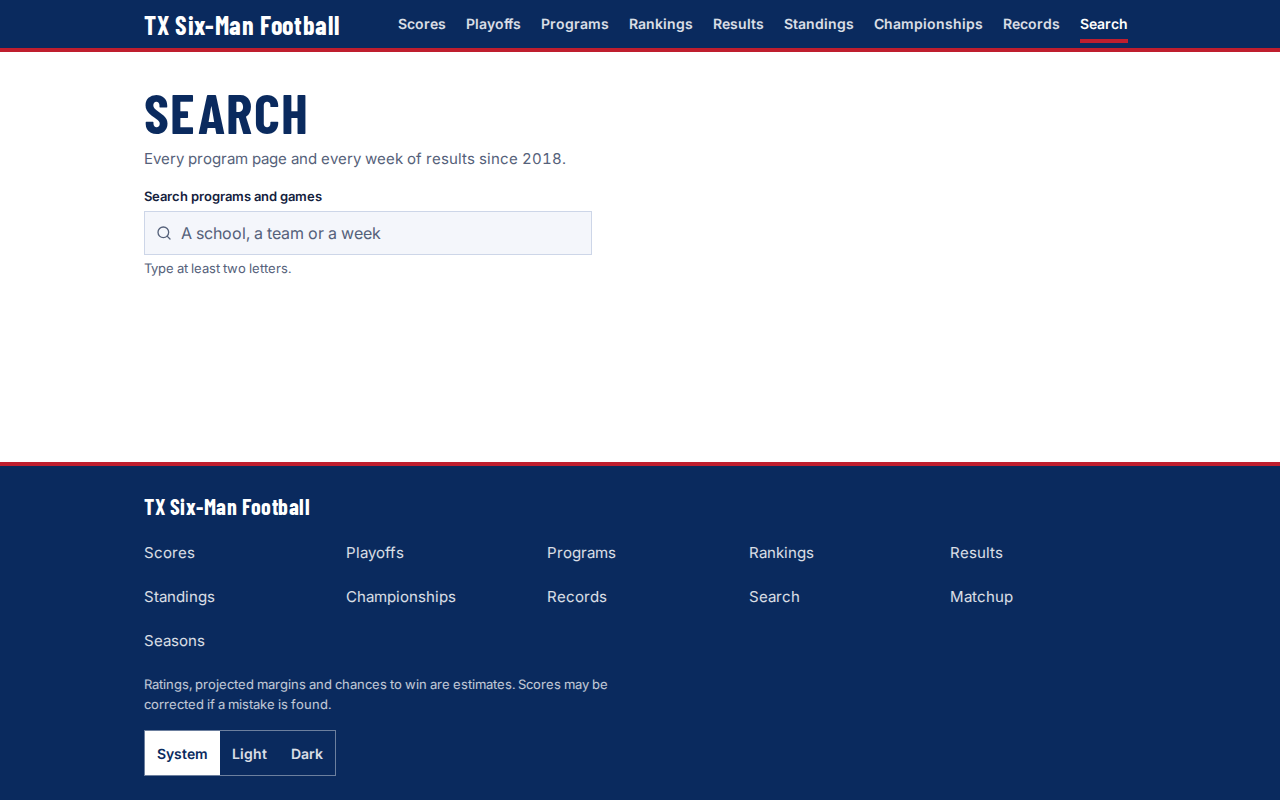 TX Six-Man Football
Scores Playoffs Programs Rankings Results Standings Championships Records Search
SEARCH
Every program page and every week of results since 2018.
Search programs and games
A school, a team or a week
Type at least two letters.
TX Six-Man Football
Scores Playoffs Programs Rankings Results
Standings Championships Records Search Matchup
Seasons
Ratings, projected margins and chances to win are estimates. Scores may be
corrected if a mistake is found.
System Light Dark